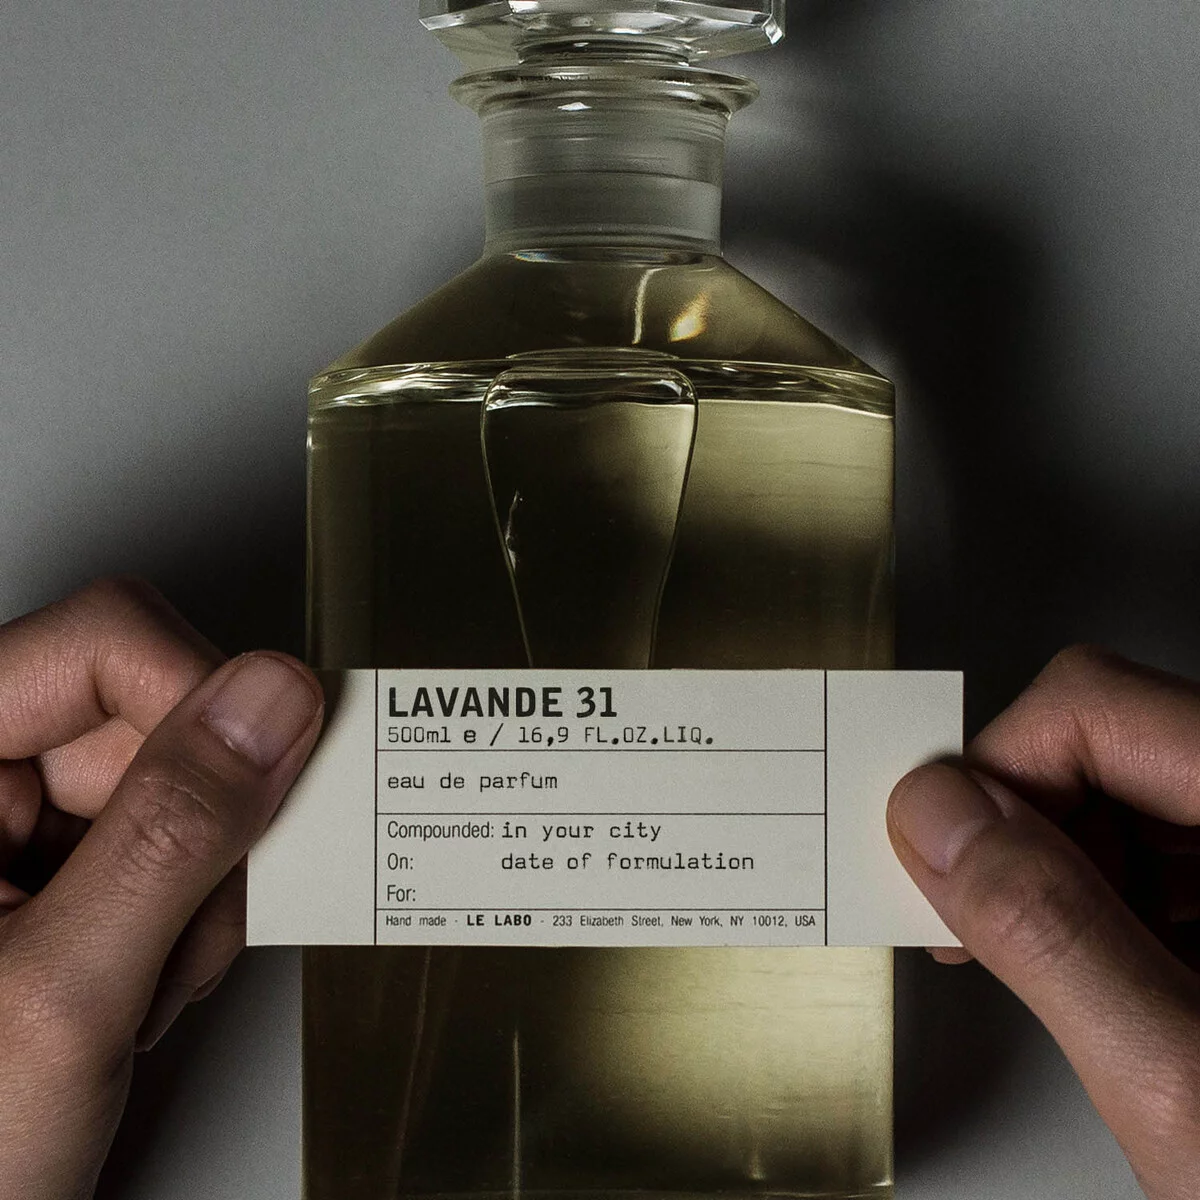 LAVANDE 31
500ml e / 16,9 FL.OZ.LIQ.
eau de parfum
Compounded: in your city
On: date of formulation
For:
Hand made - LE LABO - 233 Elizabeth Street, New York, NY 10012, USA